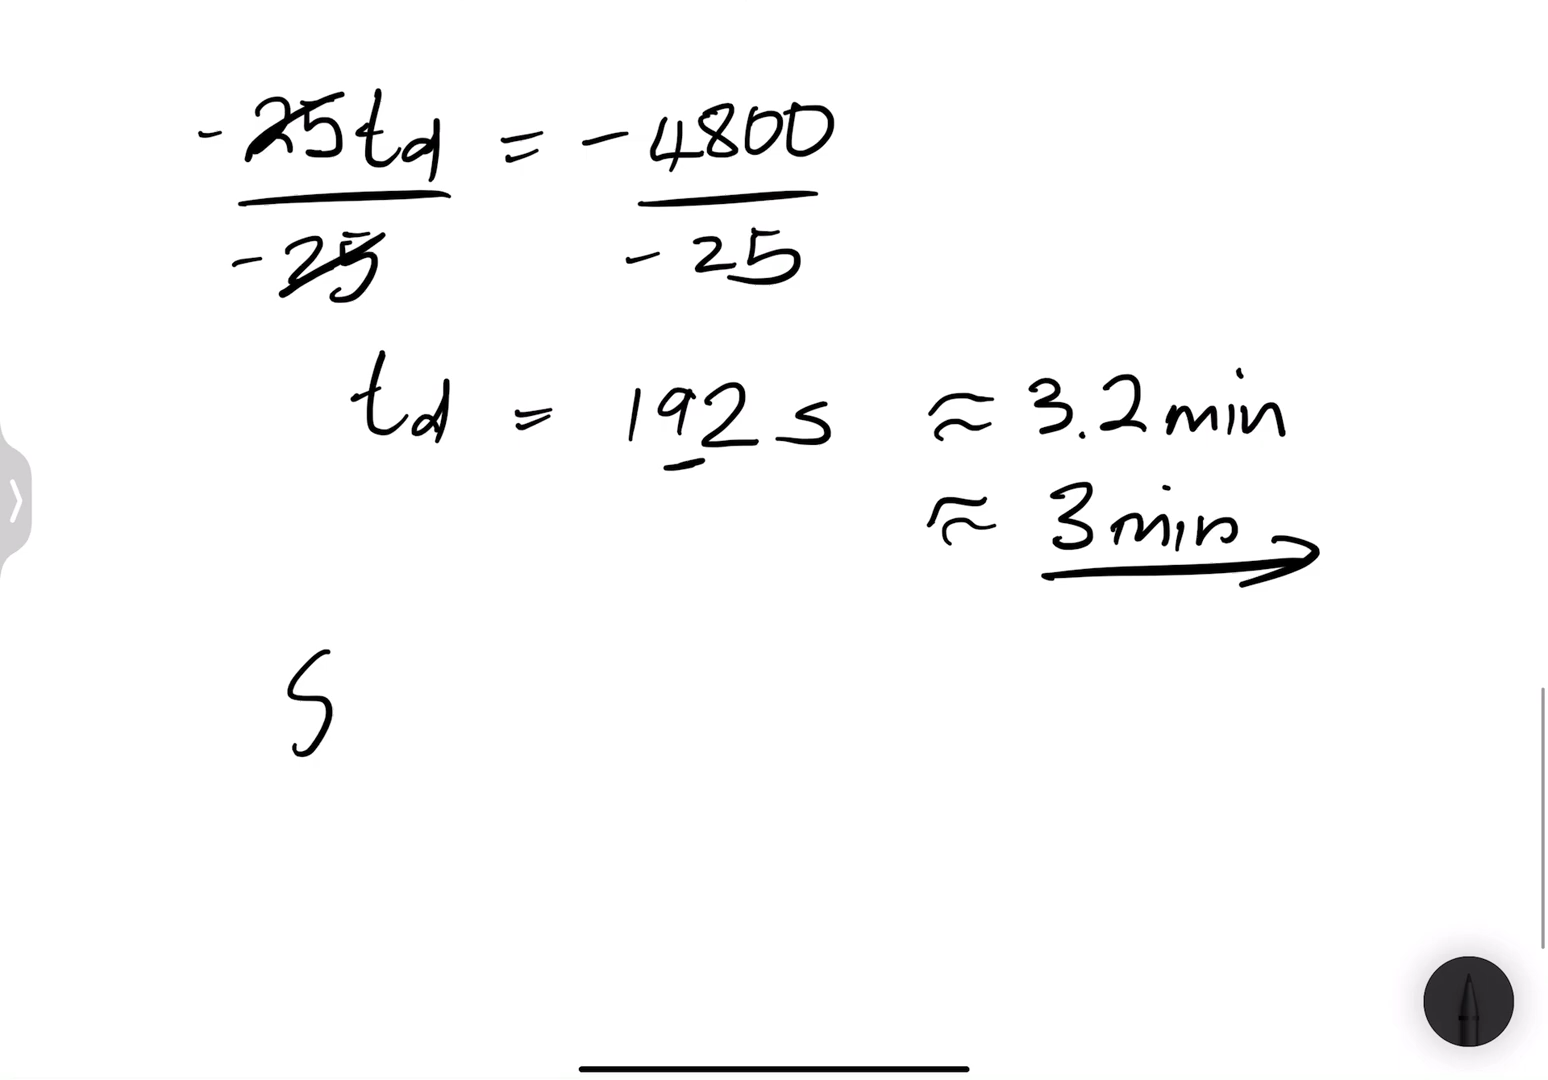 -25td = -4800
-25 -25
td = 192 s ≈ 3.2 min
≈ 3 min
S